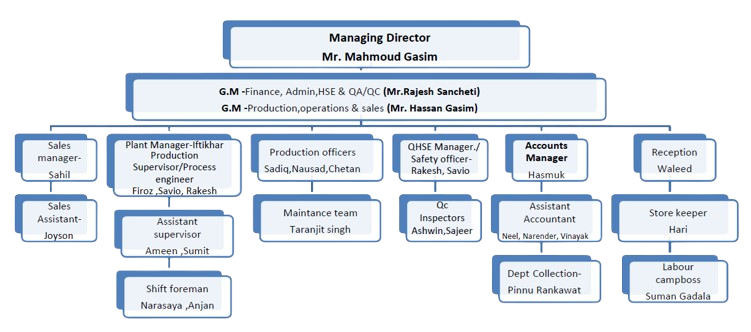 Managing Director
Mr. Mahmoud Gasim
G.M -Finance, Admin,HSE & QA/QC (Mr.Rajesh Sancheti)
G.M -Production,operations & sales (Mr. Hassan Gasim)
Sales
manager-
Sahil
Plant Manager-Iftikhar
Production
Supervisor/Process
engineer
Firoz ,Savio, Rakesh
Production officers
Sadiq,Nausad,Chetan
QHSE Manager./
Safety officer-
Rakesh, Savio
Accounts
Manager
Hasmuk
Reception
Waleed
Sales
Assistant-
Joyson
Assistant
supervisor
Ameen ,Sumit
Maintance team
Taranjit singh
Qc
Inspectors
Ashwin,Sajeer
Assistant
Accountant
Neel, Narender, Vinayak
Store keeper
Hari
Shift foreman
Narasaya ,Anjan
Dept Collection-
Pinnu Rankawat
Labour
campboss
Suman Gadala